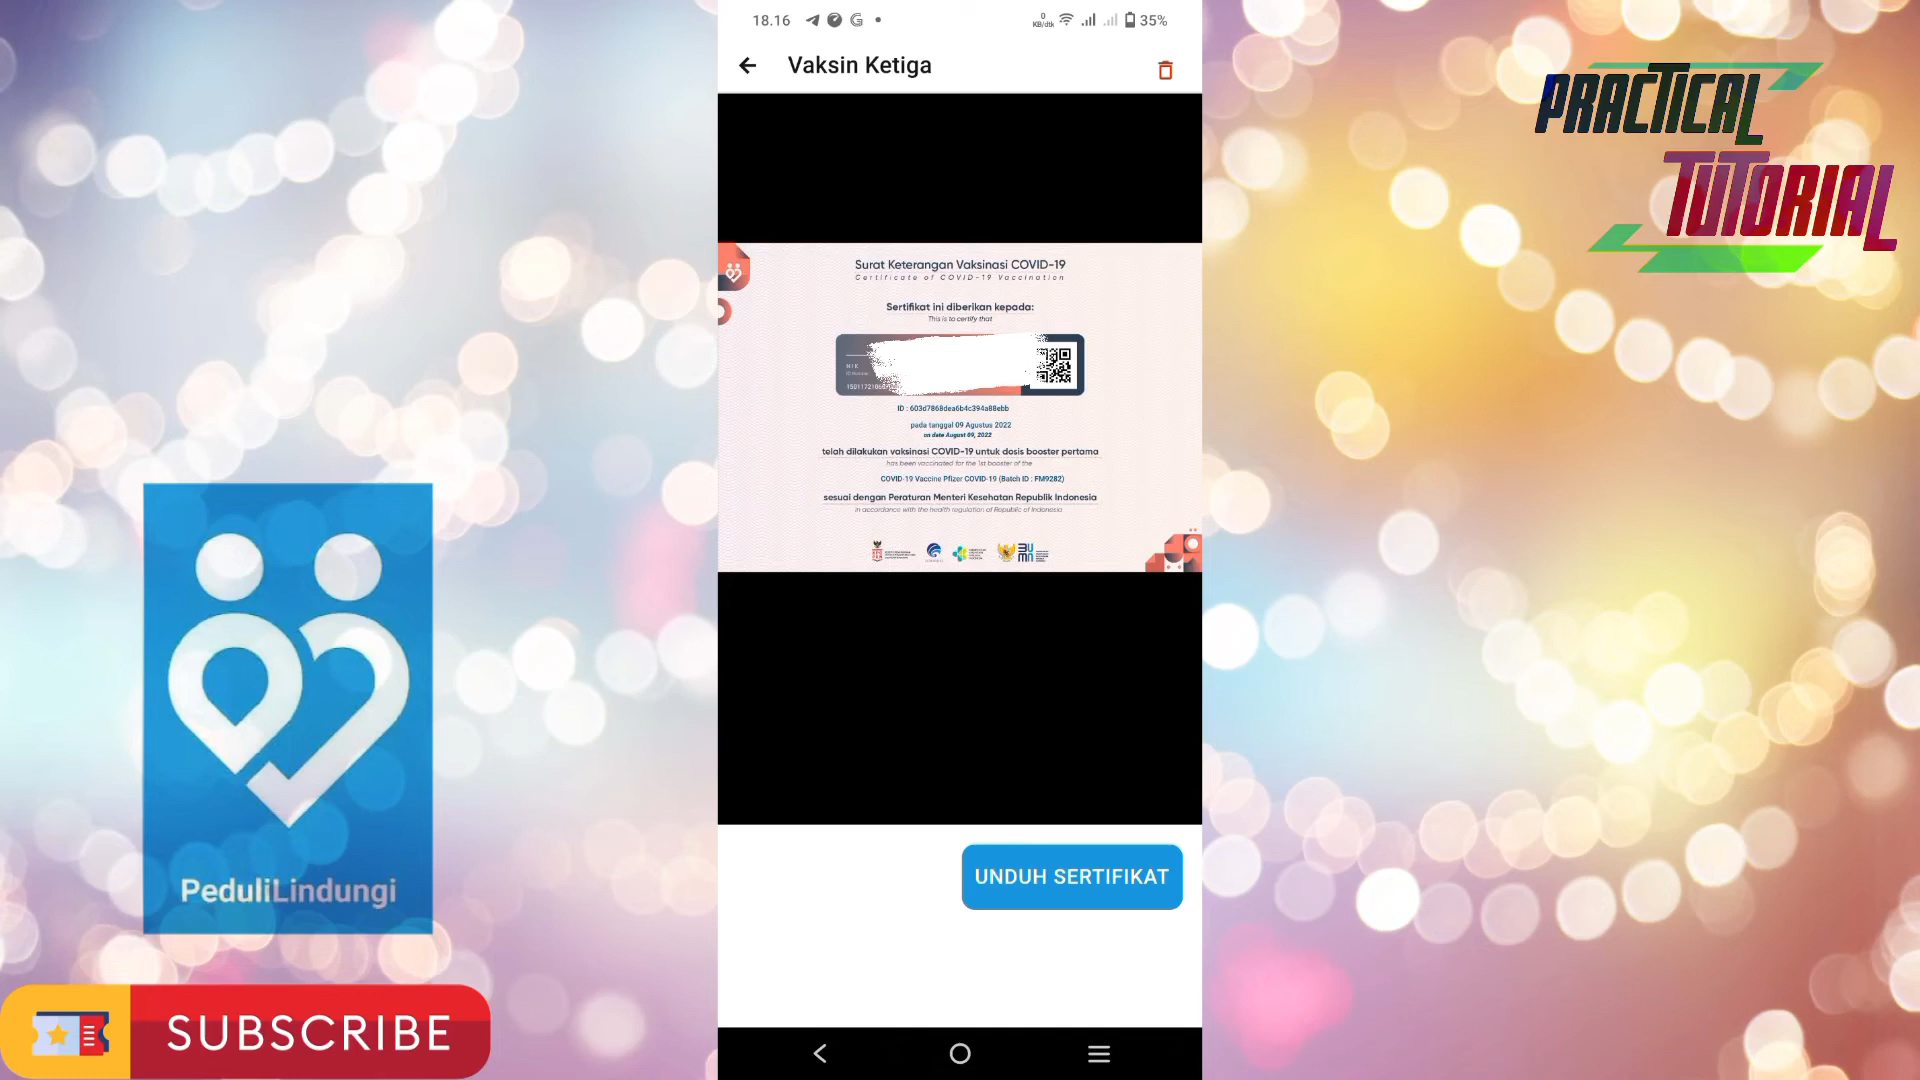 18.16
0
KB/dtk
35%
Vaksin Ketiga
PRACTICAL
TUTORIAL
Surat Keterangan Vaksinasi COVID-19
Certificate of COVID-19 Vaccination
Sertifikat ini diberikan kepada:
This is to certify that
NIK
ID : 603d7868dea6b4c394a88ebb
pada tanggal 09 Agustus 2022
on date August 09, 2022
telah dilakukan vaksinasi COVID-19 untuk dosis booster pertama
has been vaccinated for the 1st booster of the
COVID-19 Vaccine Pfizer COVID-19 (Batch ID : FM9282)
sesuai dengan Peraturan Menteri Kesehatan Republik Indonesia
in accordance with the health regulation of Republic of Indonesia
UNDUH SERTIFIKAT
PeduliLindungi
SUBSCRIBE